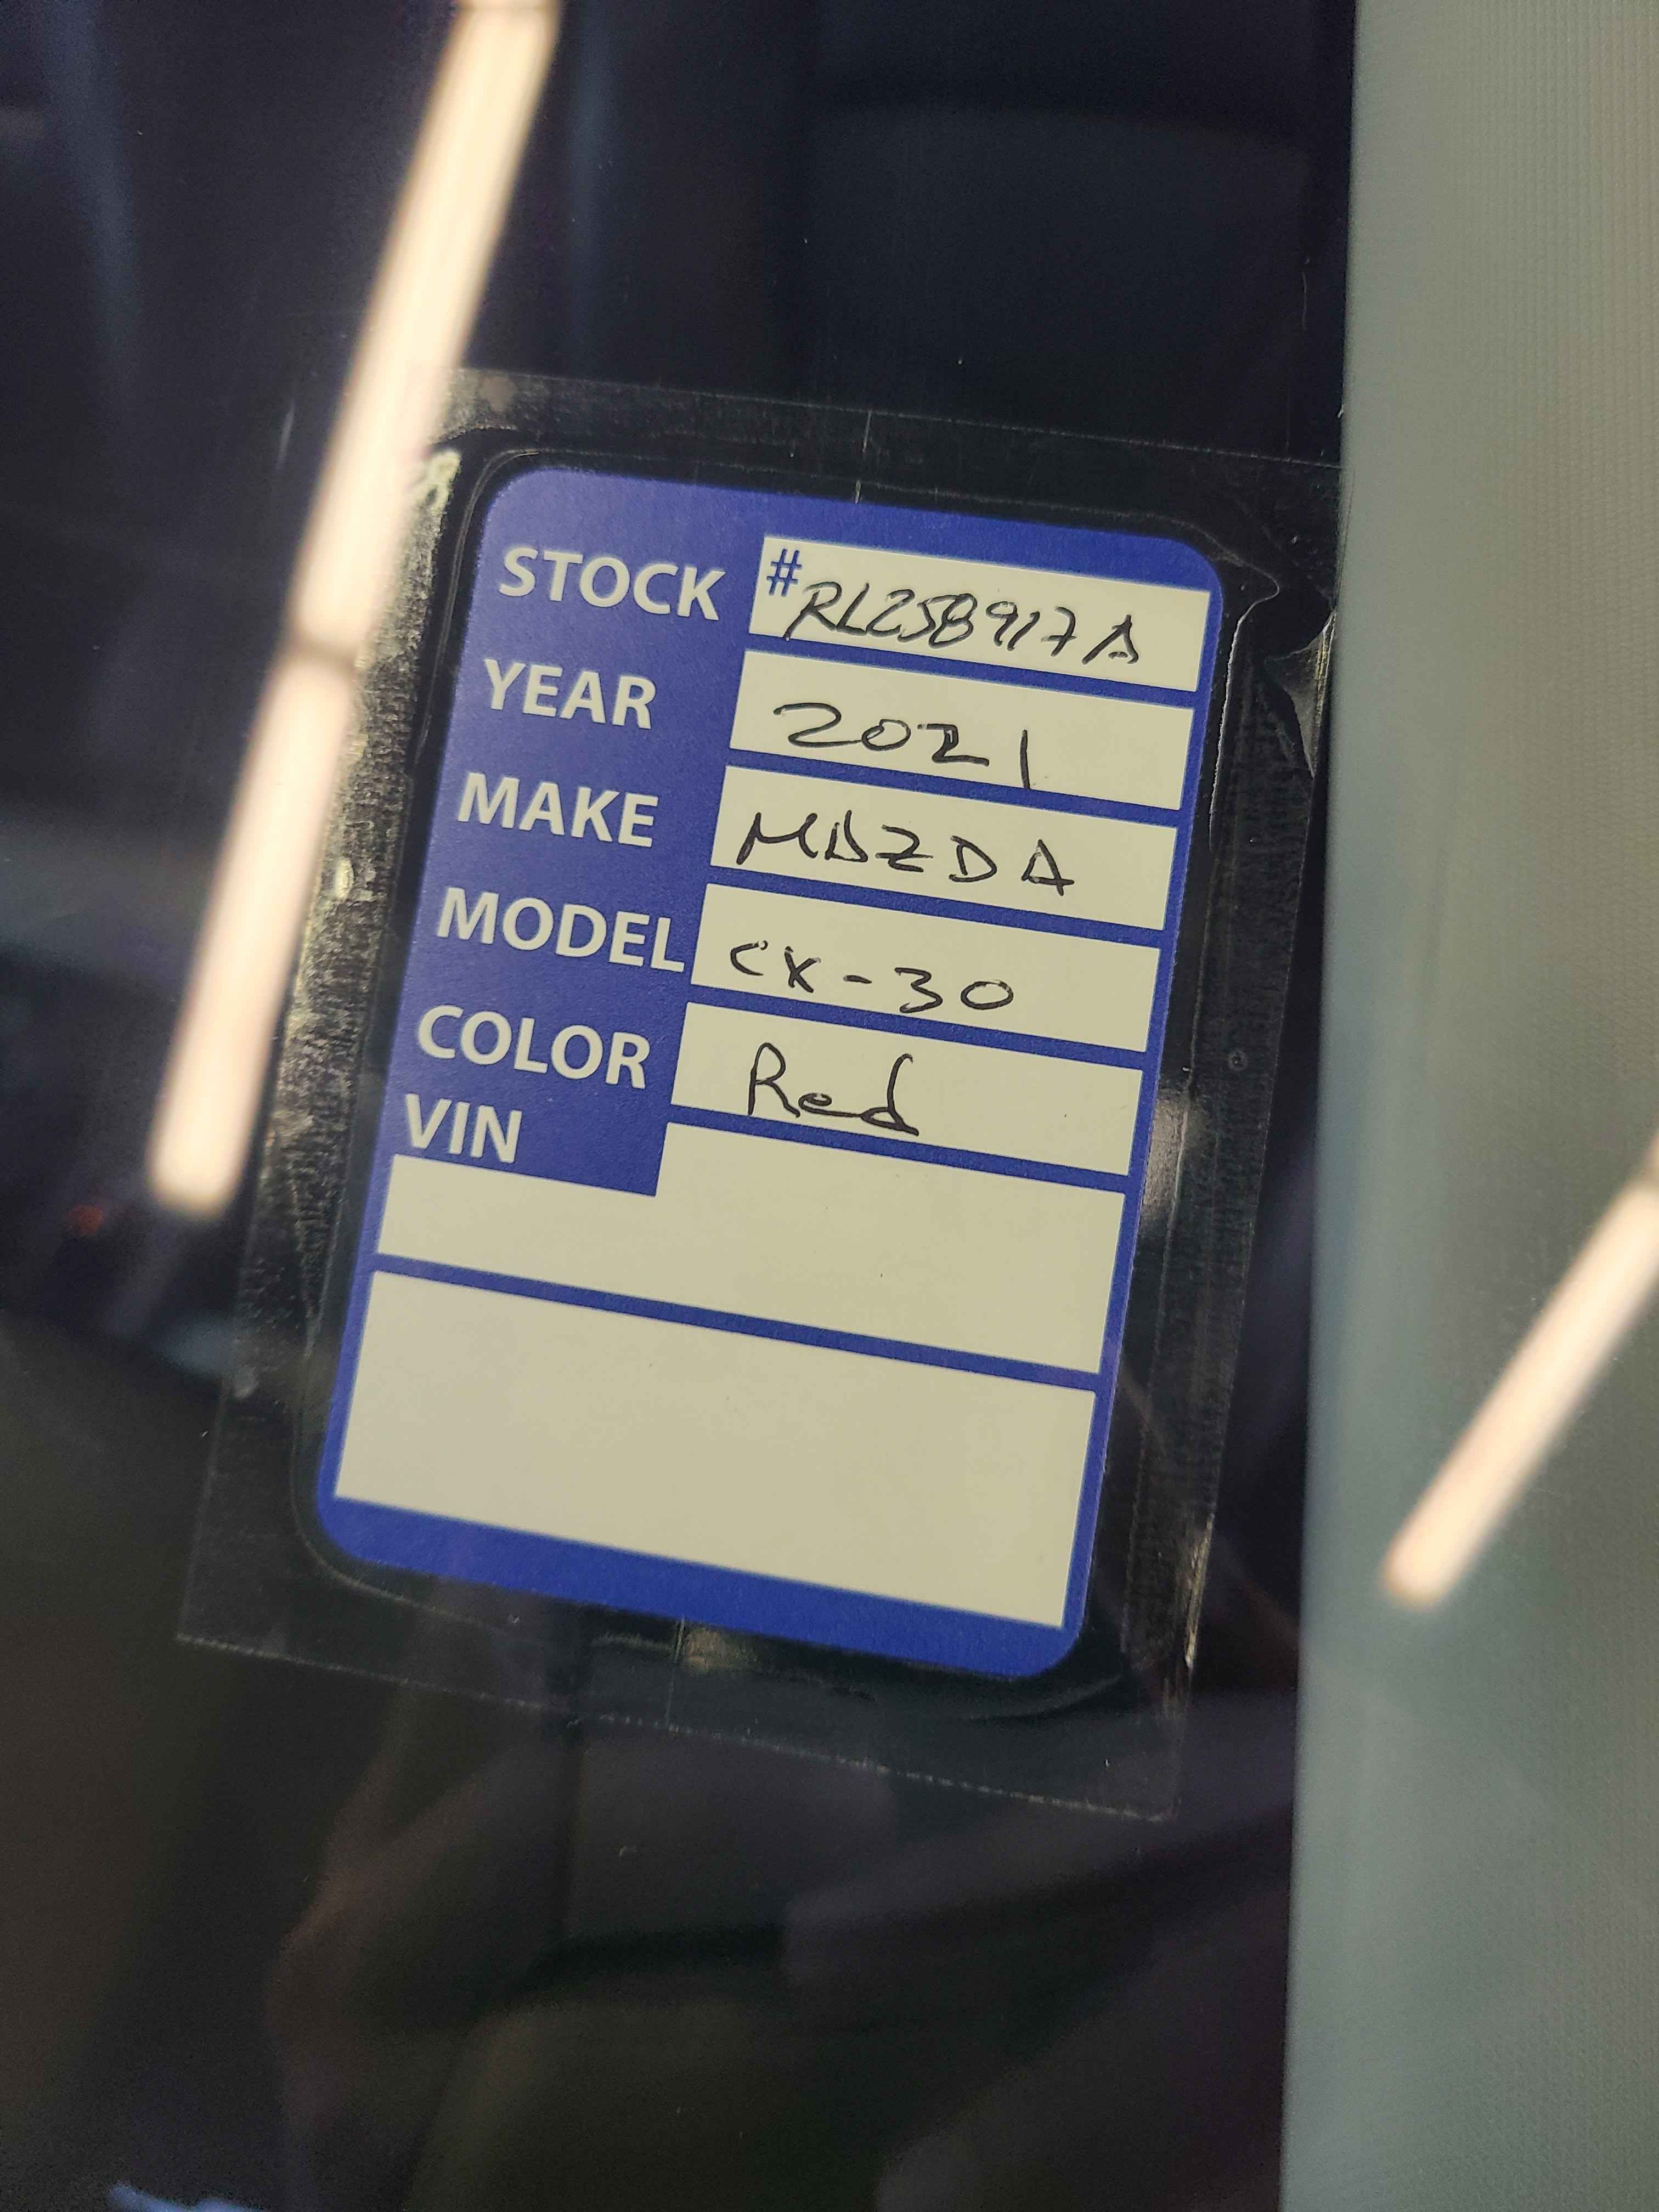 STOCK #RL258917A
YEAR 2021
MAKE MAZDA
MODEL CX-30
COLOR Red
VIN